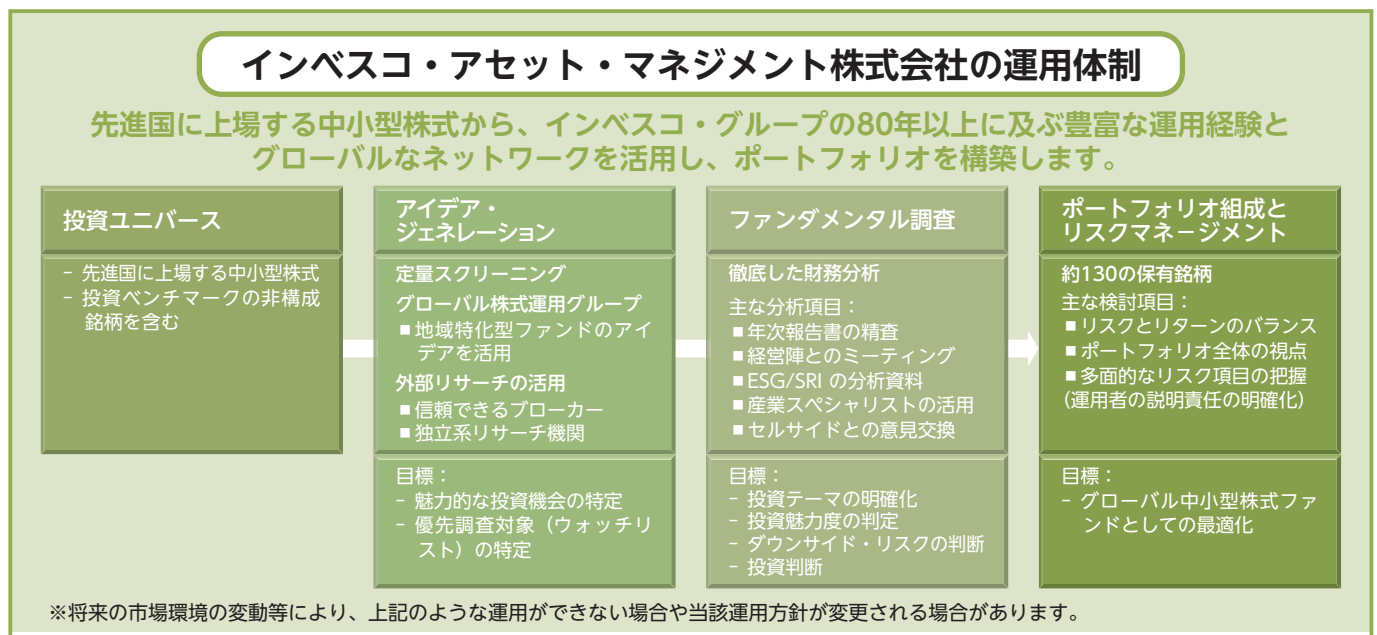 インベスコ・アセット・マネジメント株式会社の運用体制
先進国に上場する中小型株式から、インベスコ・グループの80年以上に及ぶ豊富な運用経験と
グローバルなネットワークを活用し、ポートフォリオを構築します。
投資ユニバース
- 先進国に上場する中小型株式
- 投資ベンチマークの非構成
銘柄を含む
アイデア・
ジェネレーション
定量スクリーニング
グローバル株式運用グループ
■地域特化型ファンドのアイ
デアを活用
外部リサーチの活用
■信頼できるブローカー
■独立系リサーチ機関
目標：
- 魅力的な投資機会の特定
- 優先調査対象（ウォッチリ
スト）の特定
ファンダメンタル調査
徹底した財務分析
主な分析項目：
■年次報告書の精査
■経営陣とのミーティング
■ESG/SRI の分析資料
■産業スペシャリストの活用
■セルサイドとの意見交換
目標：
- 投資テーマの明確化
- 投資魅力度の判定
- ダウンサイド・リスクの判断
- 投資判断
ポートフォリオ組成と
リスクマネージメント
約130の保有銘柄
主な検討項目：
■リスクとリターンのバランス
■ポートフォリオ全体の視点
■多面的なリスク項目の把握
(運用者の説明責任の明確化)
目標：
- グローバル中小型株式ファ
ンドとしての最適化
※将来の市場環境の変動等により、上記のような運用ができない場合や当該運用方針が変更される場合があります。